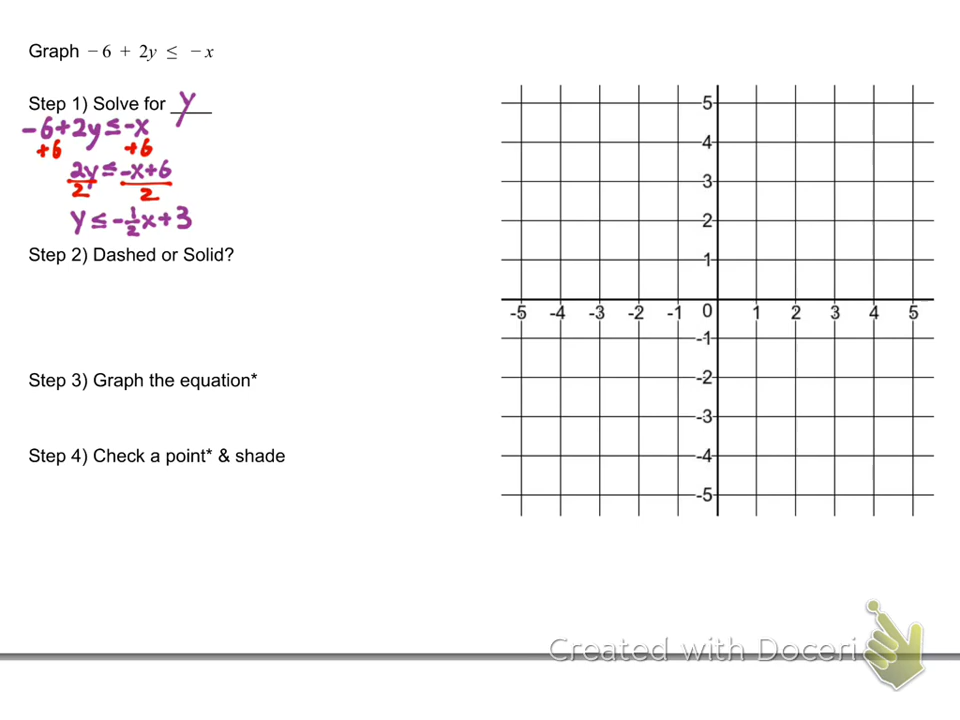 Graph −6 + 2y ≤ −x
Step 1) Solve for y
-6+2y≤-x
+6 +6
2y≤-x+6
2 2
y≤-1/2x+3
Step 2) Dashed or Solid?
Step 3) Graph the equation*
Step 4) Check a point* & shade
5
4
3
2
1
-5 -4 -3 -2 -1 0 1 2 3 4 5
-1
-2
-3
-4
-5
Created with Doceri